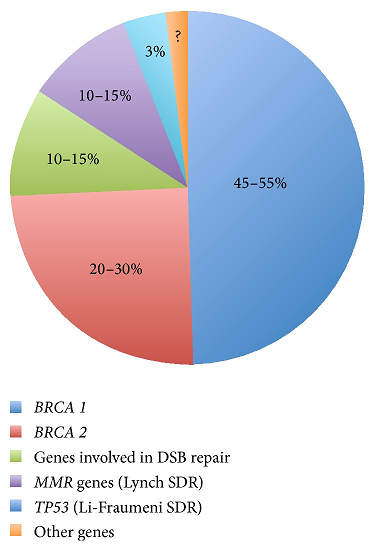 ?
3%
10–15%
10–15%
45–55%
20–30%
BRCA 1
BRCA 2
Genes involved in DSB repair
MMR genes (Lynch SDR)
TP53 (Li-Fraumeni SDR)
Other genes